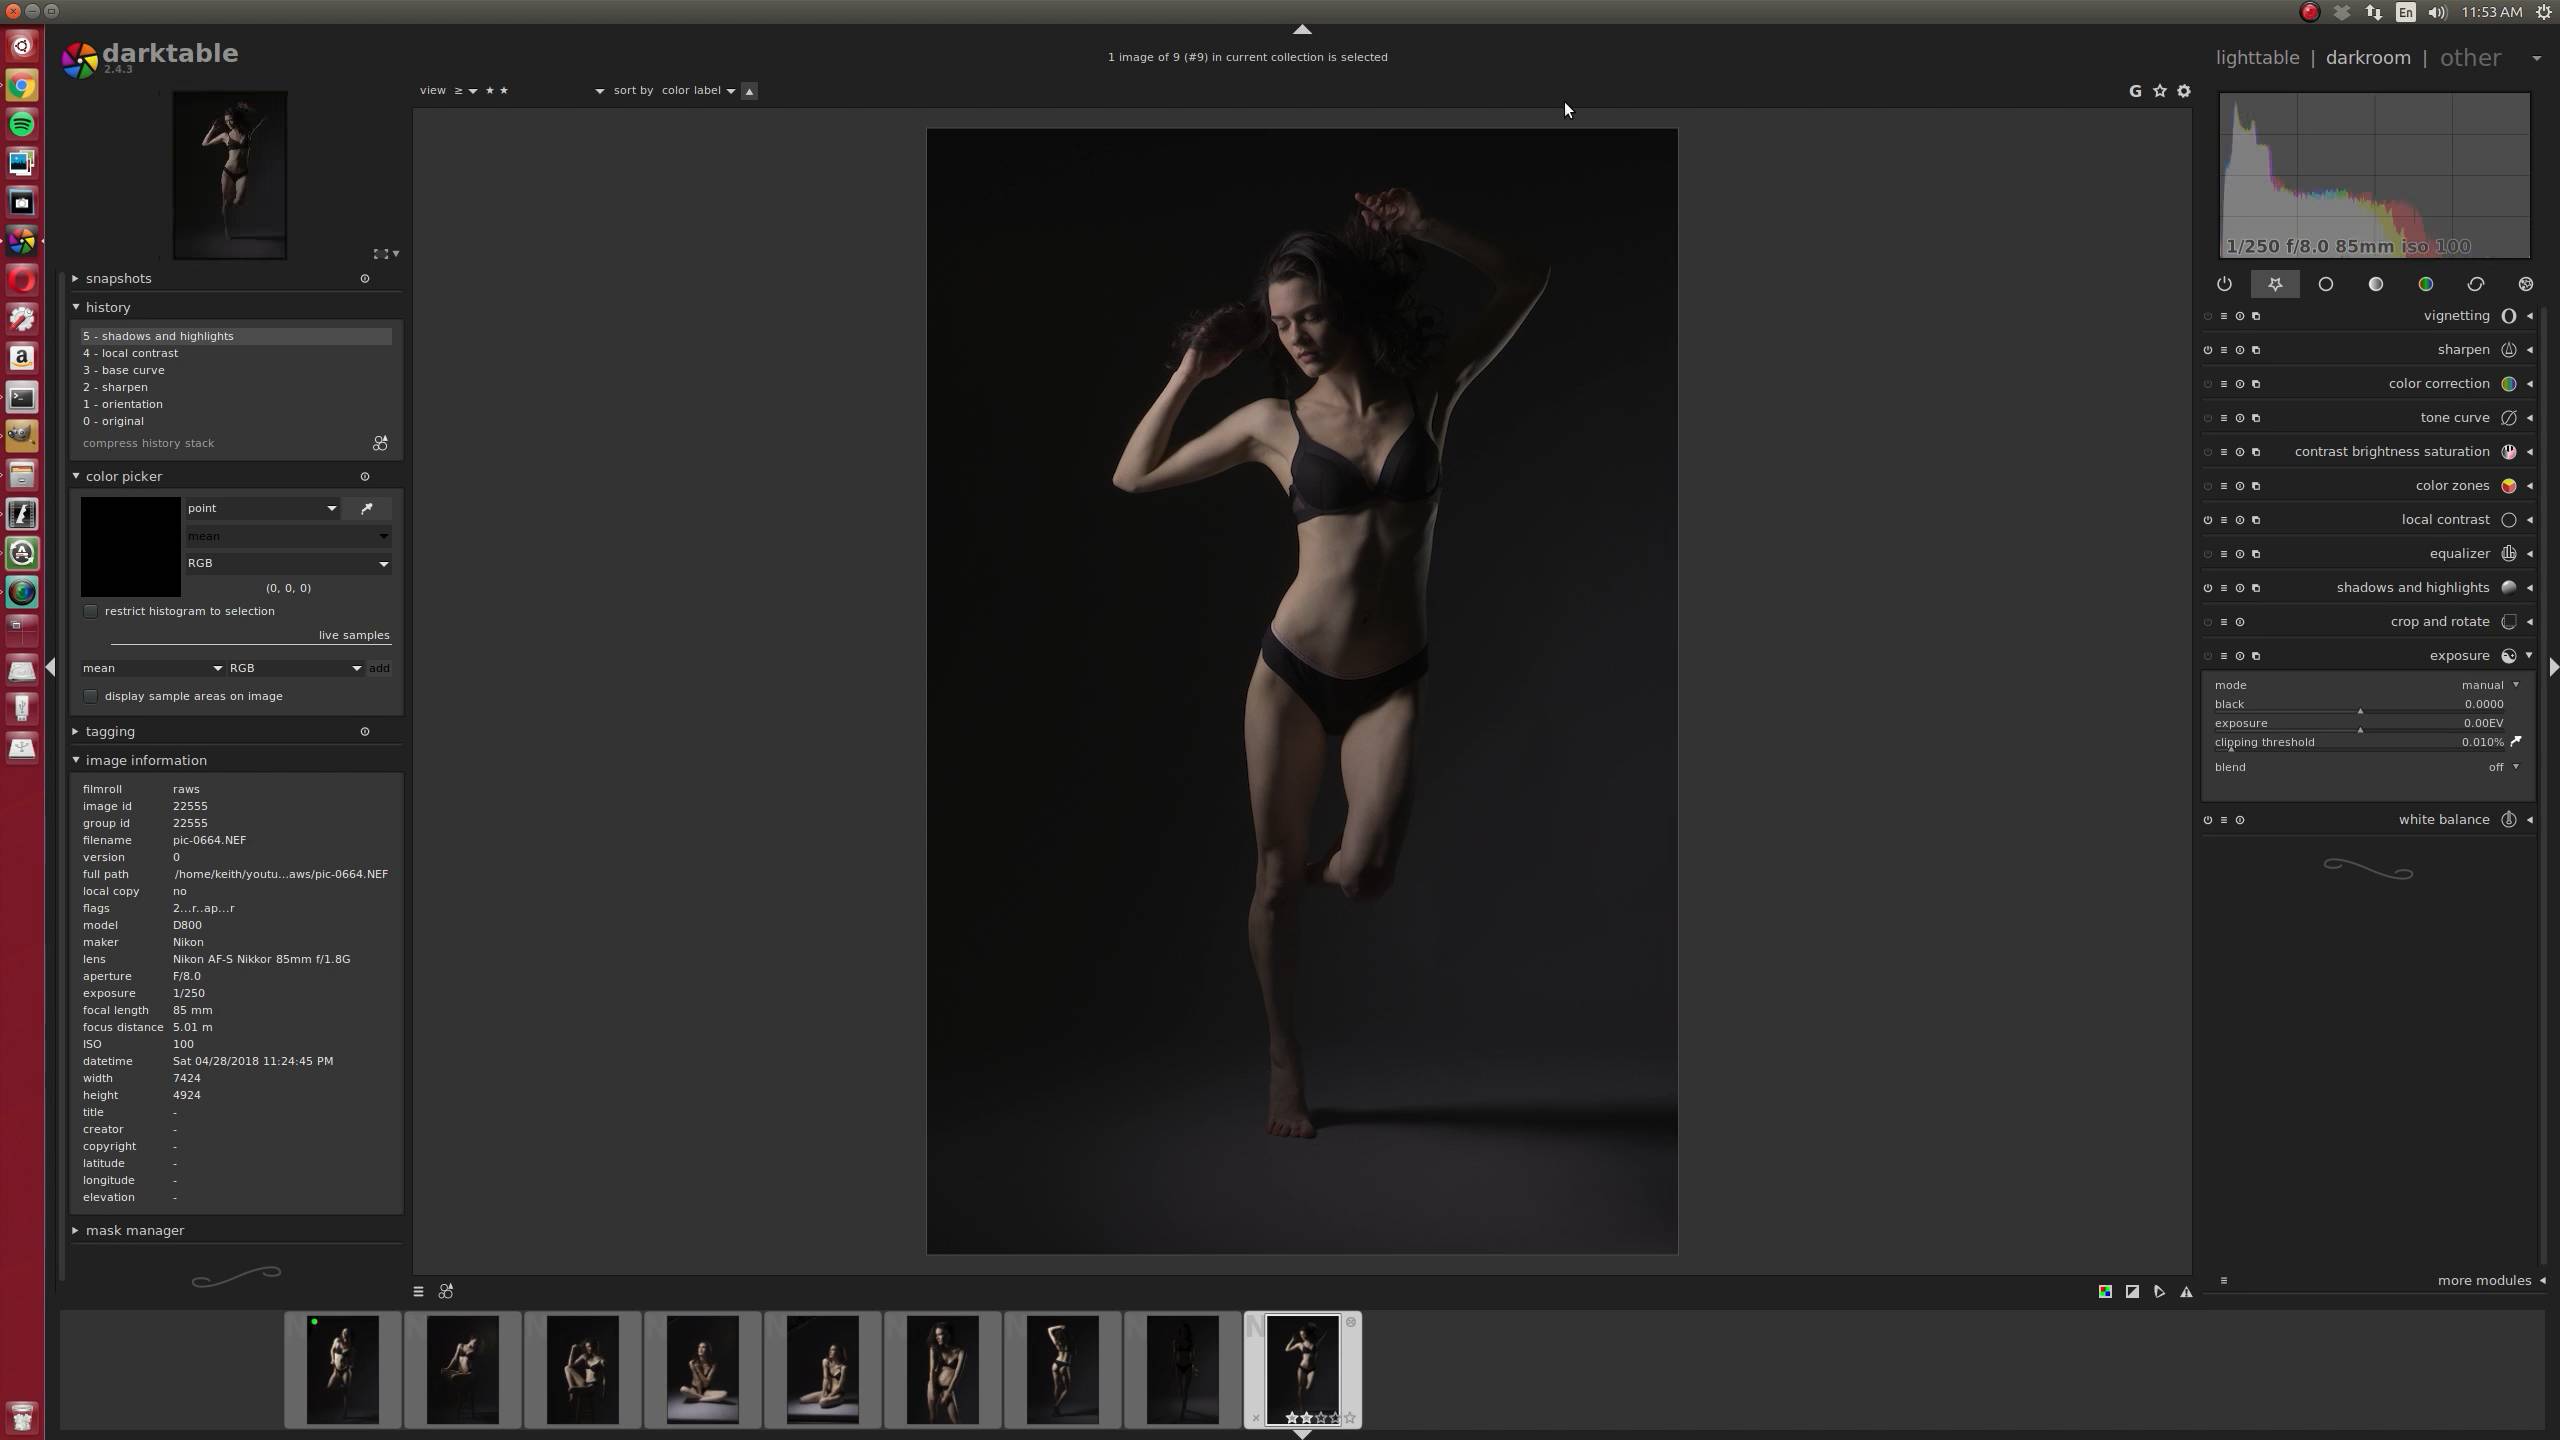 En
11:53 AM
darktable
2.4.3
1 image of 9 (#9) in current collection is selected
lighttable | darkroom | other
view ≥ ★ ★ sort by color label
G
1/250 f/8.0 85mm iso 100
snapshots
history
5 - shadows and highlights
4 - local contrast
3 - base curve
2 - sharpen
1 - orientation
0 - original
compress history stack
color picker
point
mean
RGB
(0, 0, 0)
restrict histogram to selection
live samples
mean RGB add
display sample areas on image
tagging
image information
filmroll raws
image id 22555
group id 22555
filename pic-0664.NEF
version 0
full path /home/keith/youtu...aws/pic-0664.NEF
local copy no
flags 2...r..ap...r
model D800
maker Nikon
lens Nikon AF-S Nikkor 85mm f/1.8G
aperture F/8.0
exposure 1/250
focal length 85 mm
focus distance 5.01 m
ISO 100
datetime Sat 04/28/2018 11:24:45 PM
width 7424
height 4924
title -
creator -
copyright -
latitude -
longitude -
elevation -
mask manager
vignetting
sharpen
color correction
tone curve
contrast brightness saturation
color zones
local contrast
equalizer
shadows and highlights
crop and rotate
exposure
mode manual
black 0.0000
exposure 0.00EV
clipping threshold 0.010%
blend off
white balance
more modules